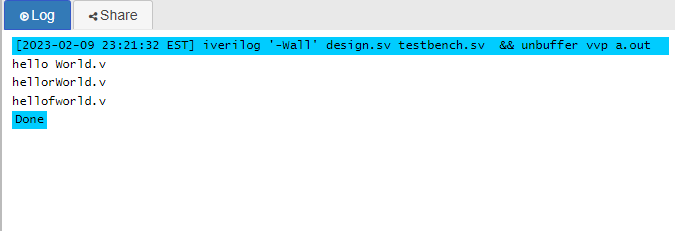 Log Share
[2023-02-09 23:21:32 EST] iverilog '-Wall' design.sv testbench.sv  && unbuffer vvp a.out
hello World.v
hellorWorld.v
hellofworld.v
Done